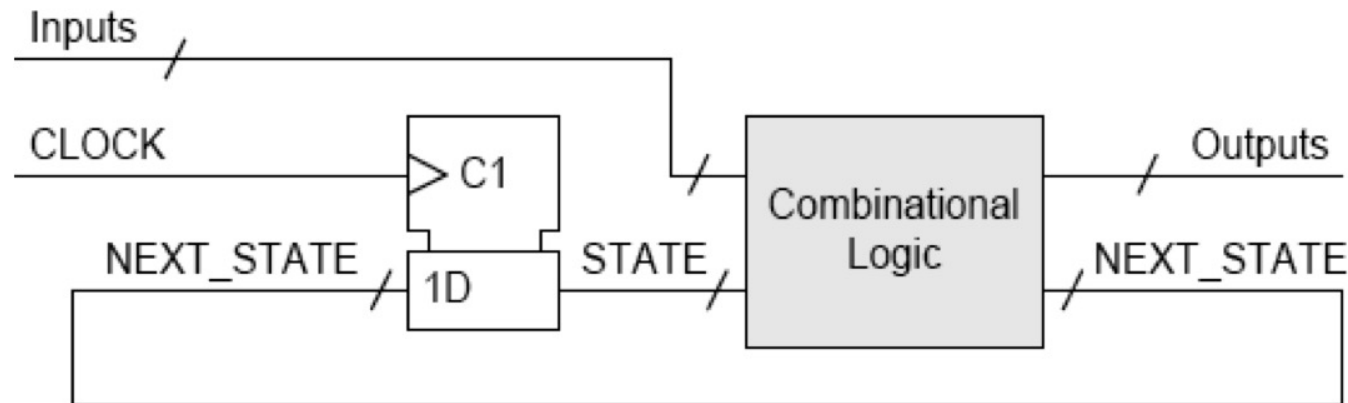 Inputs
CLOCK
C1
Outputs
Combinational
Logic
NEXT_STATE
1D
STATE
NEXT_STATE